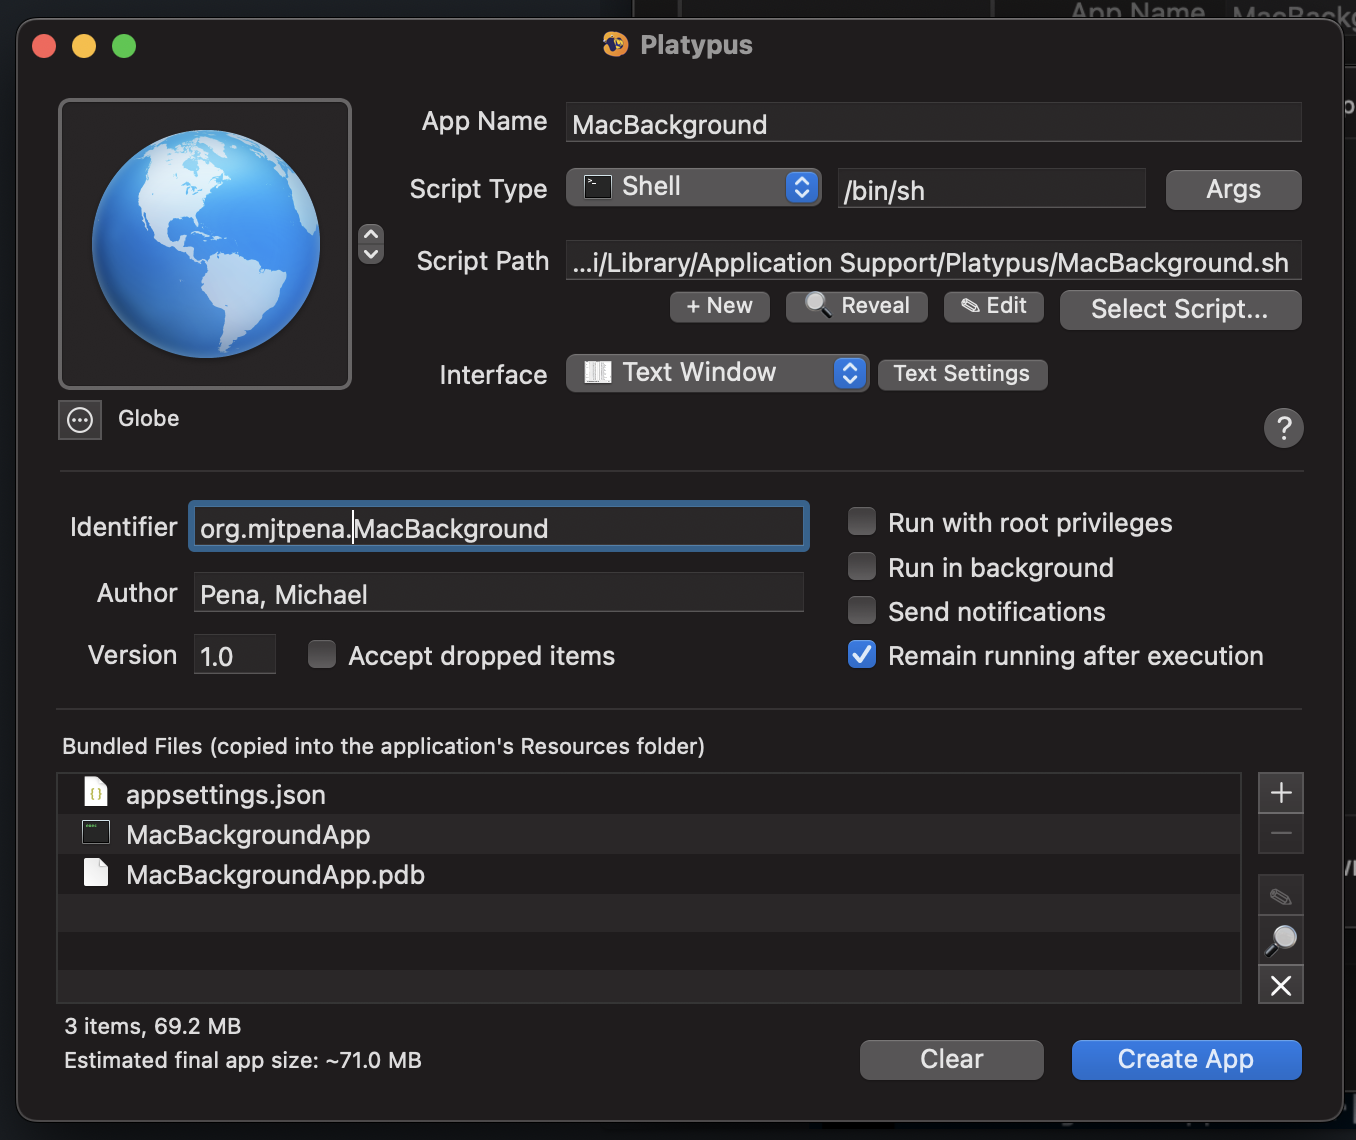 App Name
Platypus
App Name MacBackground
Script Type Shell /bin/sh Args
Script Path ...i/Library/Application Support/Platypus/MacBackground.sh
+ New Reveal ✎ Edit Select Script...
Interface Text Window Text Settings
Globe
?
Identifier org.mjtpena.MacBackground
Run with root privileges
Run in background
Author Pena, Michael
Send notifications
Version 1.0 Accept dropped items
Remain running after execution
Bundled Files (copied into the application's Resources folder)
appsettings.json
MacBackgroundApp
MacBackgroundApp.pdb
3 items, 69.2 MB
Estimated final app size: ~71.0 MB
Clear Create App